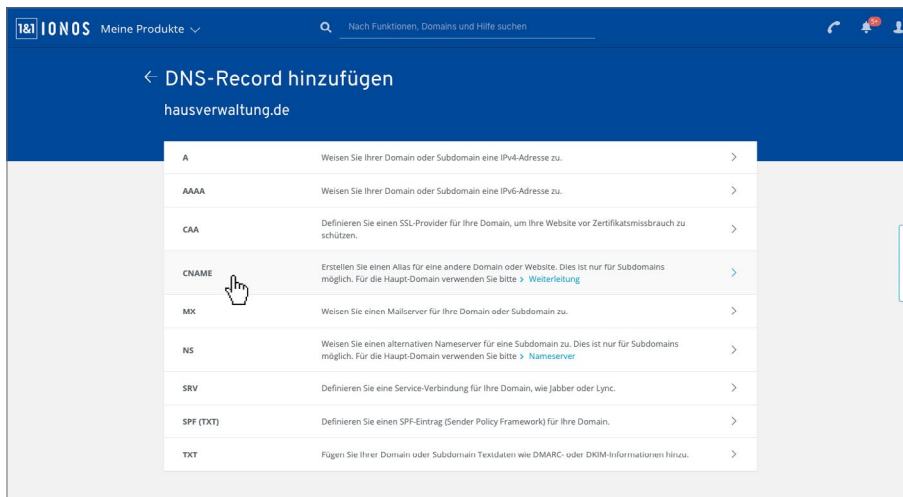 1&1 IONOS Meine Produkte Nach Funktionen, Domains und Hilfe suchen 5+
DNS-Record hinzufügen
hausverwaltung.de
A Weisen Sie Ihrer Domain oder Subdomain eine IPv4-Adresse zu.
AAAA Weisen Sie Ihrer Domain oder Subdomain eine IPv6-Adresse zu.
CAA Definieren Sie einen SSL-Provider für Ihre Domain, um Ihre Website vor Zertifikatsmissbrauch zu
schützen.
CNAME Erstellen Sie einen Alias für eine andere Domain oder Website. Dies ist nur für Subdomains
möglich. Für die Haupt-Domain verwenden Sie bitte > Weiterleitung
MX Weisen Sie einen Mailserver für Ihre Domain oder Subdomain zu.
NS Weisen Sie einen alternativen Nameserver für eine Subdomain zu. Dies ist nur für Subdomains
möglich. Für die Haupt-Domain verwenden Sie bitte > Nameserver
SRV Definieren Sie eine Service-Verbindung für Ihre Domain, wie Jabber oder Lync.
SPF (TXT) Definieren Sie einen SPF-Eintrag (Sender Policy Framework) für Ihre Domain.
TXT Fügen Sie Ihrer Domain oder Subdomain Textdaten wie DMARC- oder DKIM-Informationen hinzu.